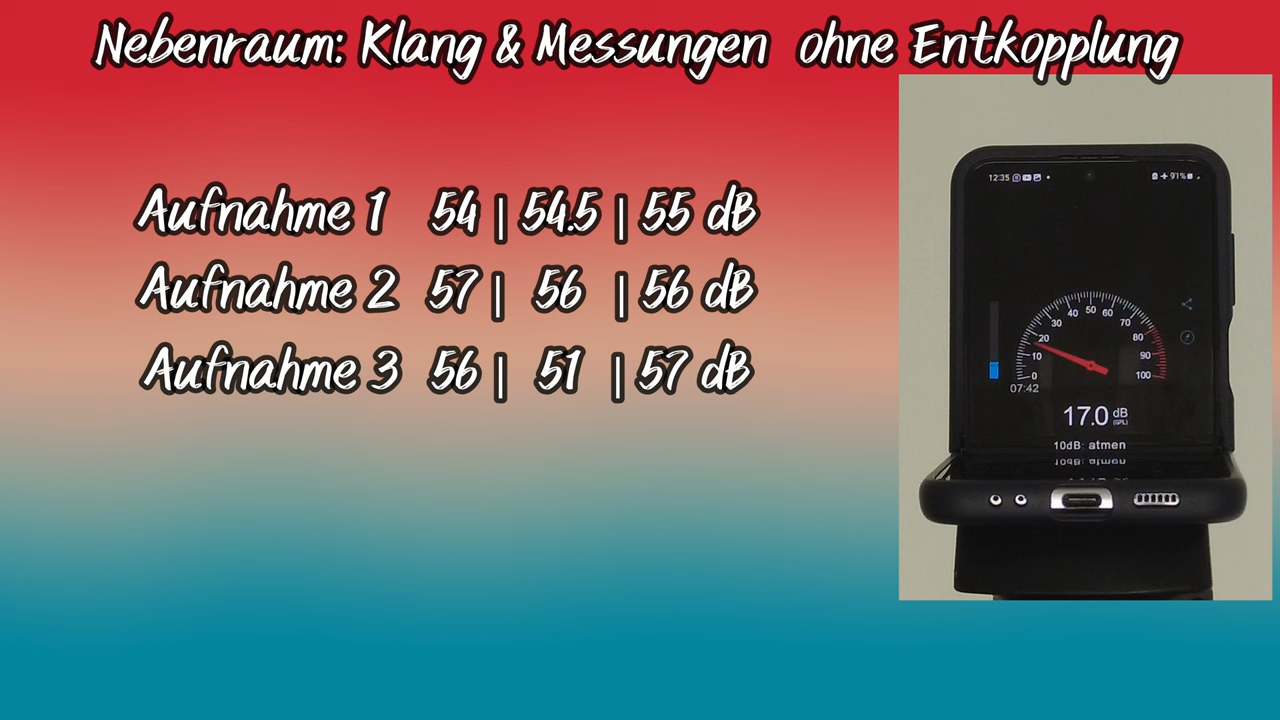 Nebenraum: Klang & Messungen ohne Entkopplung
Aufnahme 1 54 | 54.5 | 55 dB
Aufnahme 2 57 | 56 | 56 dB
Aufnahme 3 56 | 51 | 57 dB
12:35 91%
0 10 20 30 40 50 60 70 80 90 100
07:42
17.0 dB
(SPL)
10dB: atmen